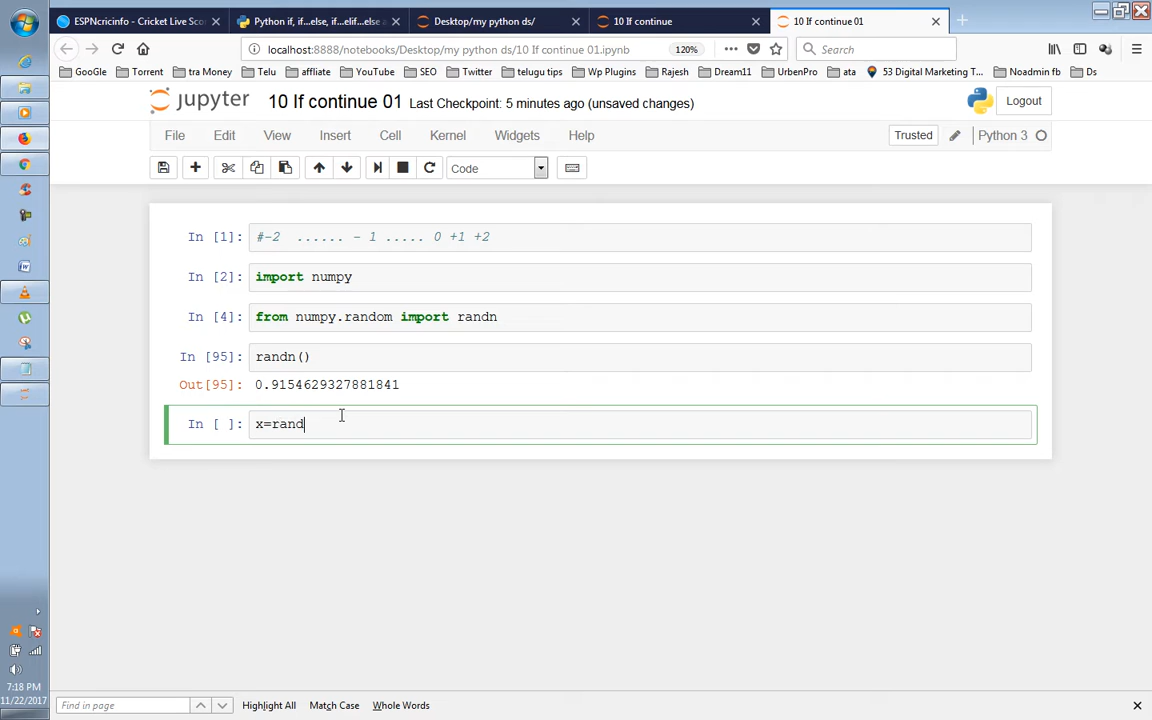 ESPNcricinfo - Cricket Live Scor
Python if, if...else, if...elif...else a
Desktop/my python ds/
10 If continue
10 If continue 01
localhost:8888/notebooks/Desktop/my python ds/10 If continue 01.ipynb
120%
Search
GooGle
Torrent
tra Money
Telu
affliate
YouTube
SEO
Twitter
telugu tips
Wp Plugins
Rajesh
Dream11
UrbenPro
ata
53 Digital Marketing T...
Noadmin fb
Ds
jupyter
10 If continue 01 Last Checkpoint: 5 minutes ago (unsaved changes)
Logout
File Edit View Insert Cell Kernel Widgets Help
Trusted
Python 3
Code
In [1]: #-2 ...... - 1 ..... 0 +1 +2
In [2]: import numpy
In [4]: from numpy.random import randn
In [95]: randn()
Out[95]: 0.9154629327881841
In [ ]: x=rand
7:18 PM
11/22/2017
Find in page
Highlight All
Match Case
Whole Words